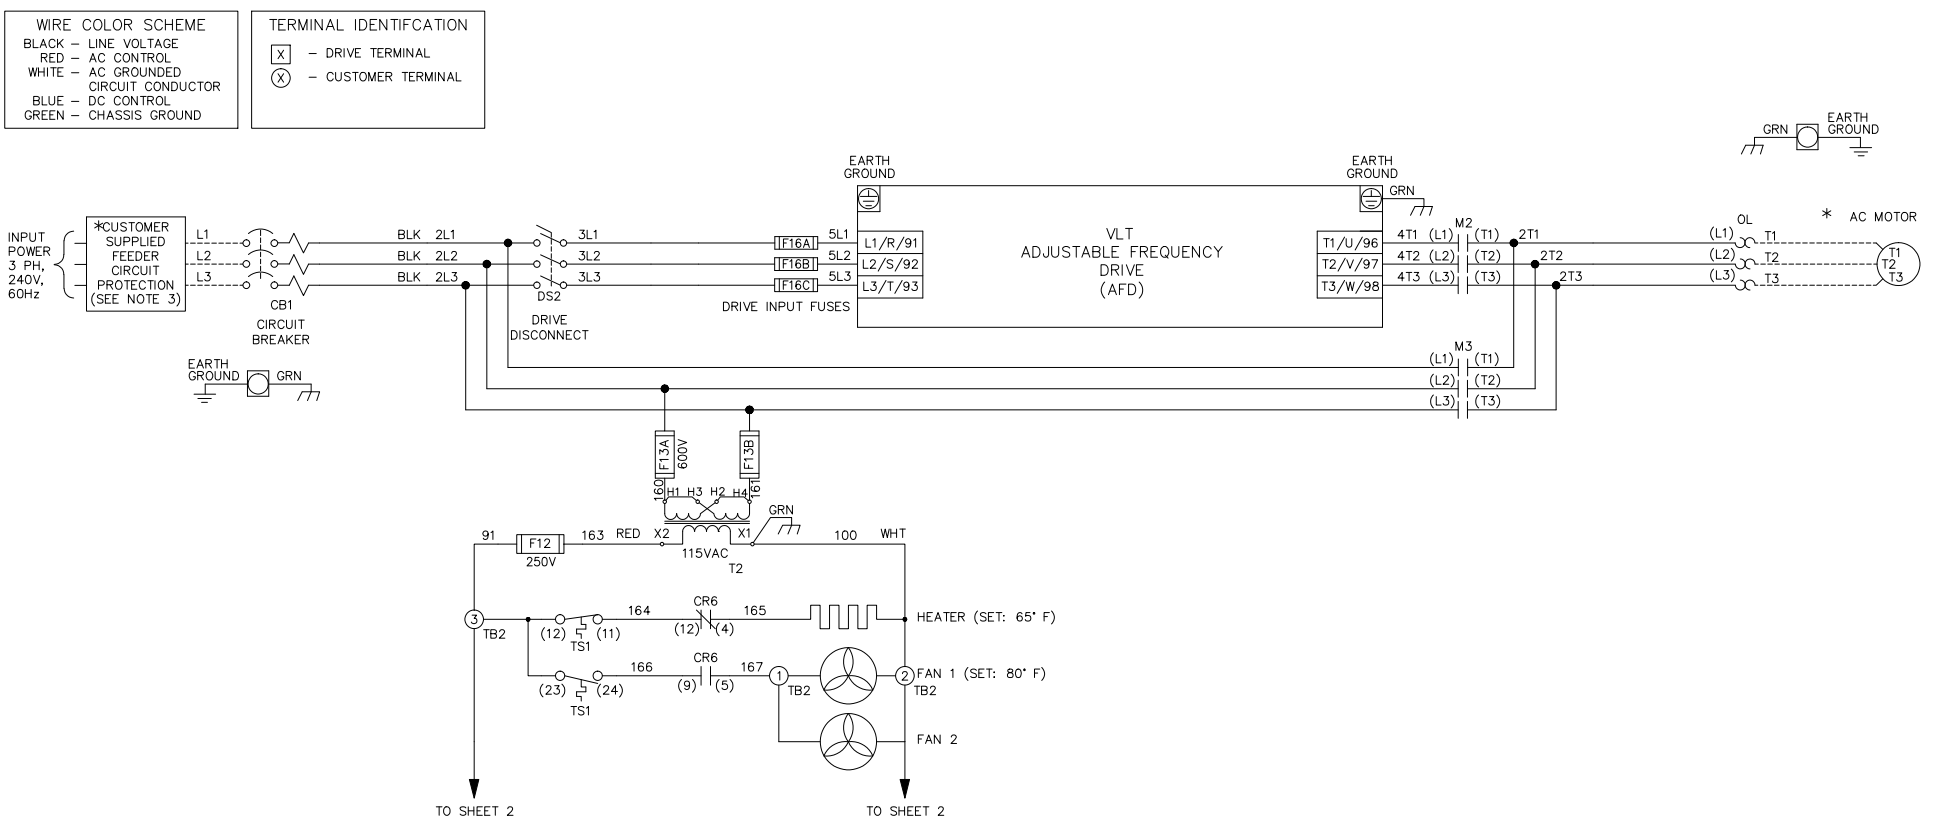 WIRE COLOR SCHEME
BLACK – LINE VOLTAGE
RED – AC CONTROL
WHITE – AC GROUNDED
CIRCUIT CONDUCTOR
BLUE – DC CONTROL
GREEN – CHASSIS GROUND
TERMINAL IDENTIFCATION
X – DRIVE TERMINAL
X – CUSTOMER TERMINAL
GRN
EARTH
GROUND
INPUT
POWER
3 PH,
240V,
60Hz
*CUSTOMER
SUPPLIED
FEEDER
CIRCUIT
PROTECTION
(SEE NOTE 3)
L1
L2
L3
CB1
CIRCUIT
BREAKER
BLK 2L1
BLK 2L2
BLK 2L3
DS2
DRIVE
DISCONNECT
3L1
3L2
3L3
F16A
F16B
F16C
DRIVE INPUT FUSES
5L1
5L2
5L3
EARTH
GROUND
L1/R/91
L2/S/92
L3/T/93
VLT
ADJUSTABLE FREQUENCY
DRIVE
(AFD)
EARTH
GROUND
GRN
T1/U/96
T2/V/97
T3/W/98
M2
4T1 (L1) (T1) 2T1
4T2 (L2) (T2) 2T2
4T3 (L3) (T3) 2T3
OL
(L1) T1
(L2) T2
(L3) T3
* AC MOTOR
T1
T2
T3
M3
(L1) (T1)
(L2) (T2)
(L3) (T3)
EARTH
GROUND
GRN
F13A
600V
F13B
160
161
H1 H3 H2 H4
GRN
91
F12
250V
163 RED X2
X1
115VAC
T2
100 WHT
3
TB2
(12) (11)
TS1
164
CR6
(12) (4)
165
HEATER (SET: 65° F)
(23) (24)
TS1
166
CR6
(9) (5)
167
1
TB2
2
TB2
FAN 1 (SET: 80° F)
FAN 2
TO SHEET 2
TO SHEET 2